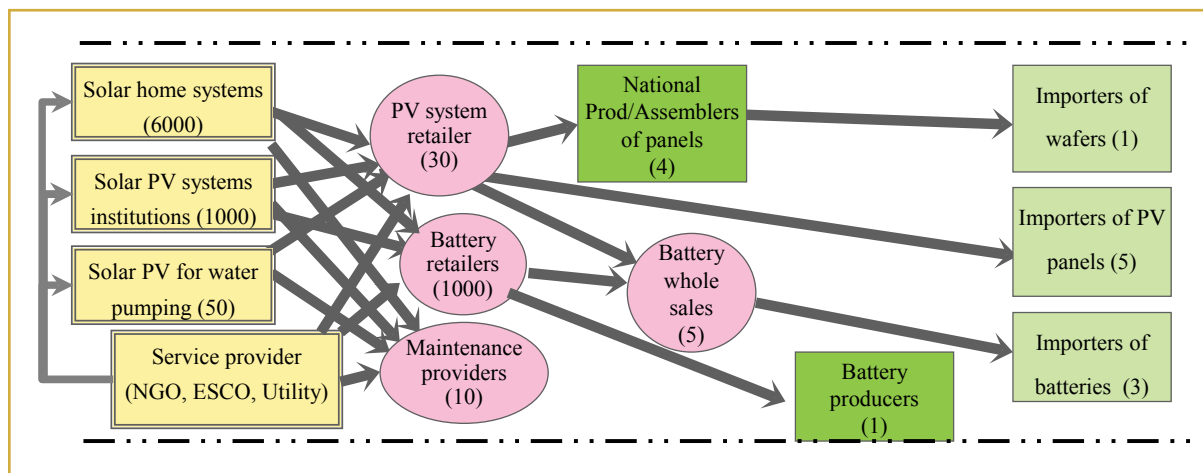 Solar home systems
(6000)
Solar PV systems
institutions (1000)
Solar PV for water
pumping (50)
Service provider
(NGO, ESCO, Utility)
PV system
retailer
(30)
Battery
retailers
(1000)
Maintenance
providers
(10)
National
Prod/Assemblers
of panels
(4)
Battery
whole
sales
(5)
Battery
producers
(1)
Importers of
wafers (1)
Importers of PV
panels (5)
Importers of
batteries (3)